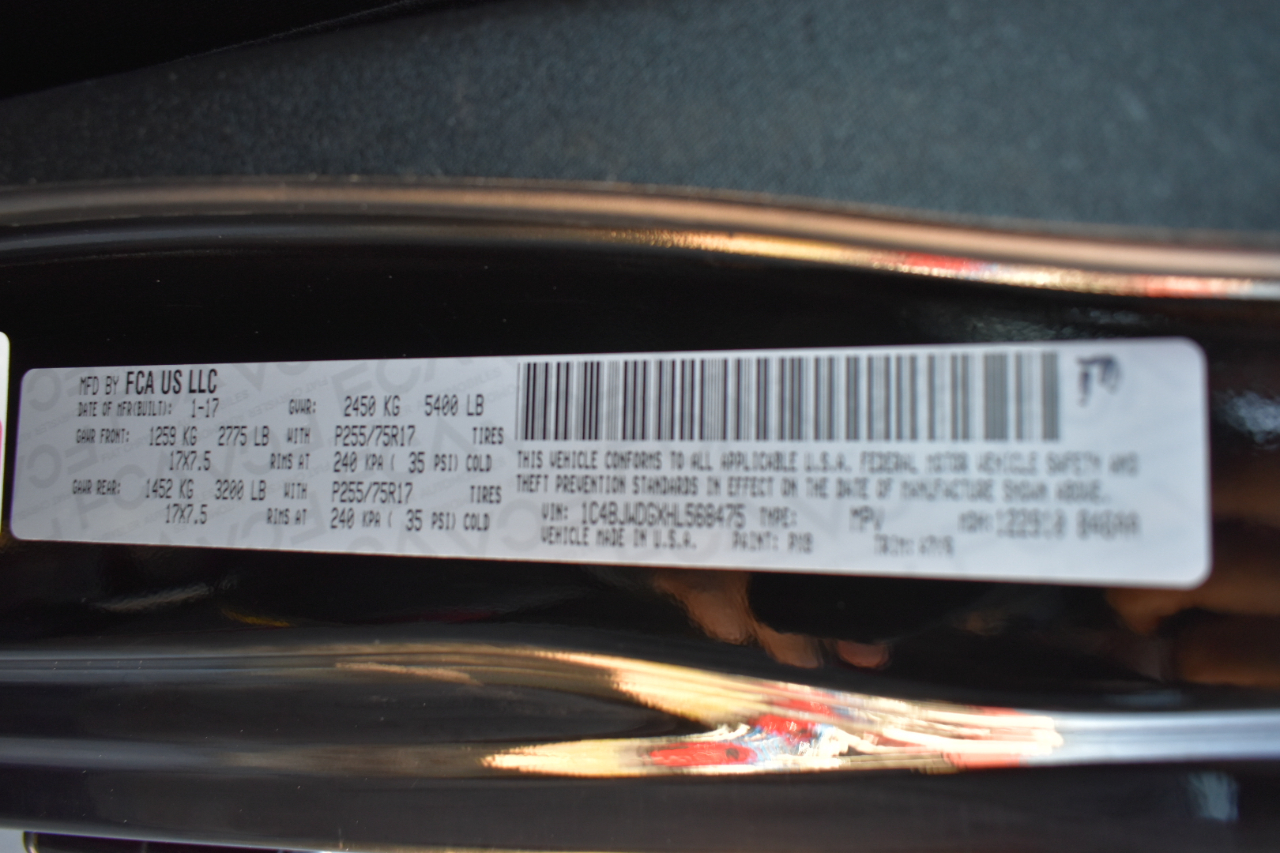 MFD BY FCA US LLC
DATE OF MFR(BUILT): 1-17 GVWR: 2450 KG 5400 LB
GAWR FRONT: 1259 KG 2775 LB WITH P255/75R17 TIRES
17X7.5 RIMS AT 240 KPA ( 35 PSI) COLD
GAWR REAR: 1452 KG 3200 LB WITH P255/75R17 TIRES
17X7.5 RIMS AT 240 KPA ( 35 PSI) COLD
THIS VEHICLE CONFORMS TO ALL APPLICABLE U.S.A. FEDERAL MOTOR VEHICLE SAFETY AND
THEFT PREVENTION STANDARDS IN EFFECT ON THE DATE OF MANUFACTURE SHOWN ABOVE.
VIN: 1C4BJWDGXHL568475 TYPE: MPV MDH:
VEHICLE MADE IN U.S.A. PAINT: TRIM: